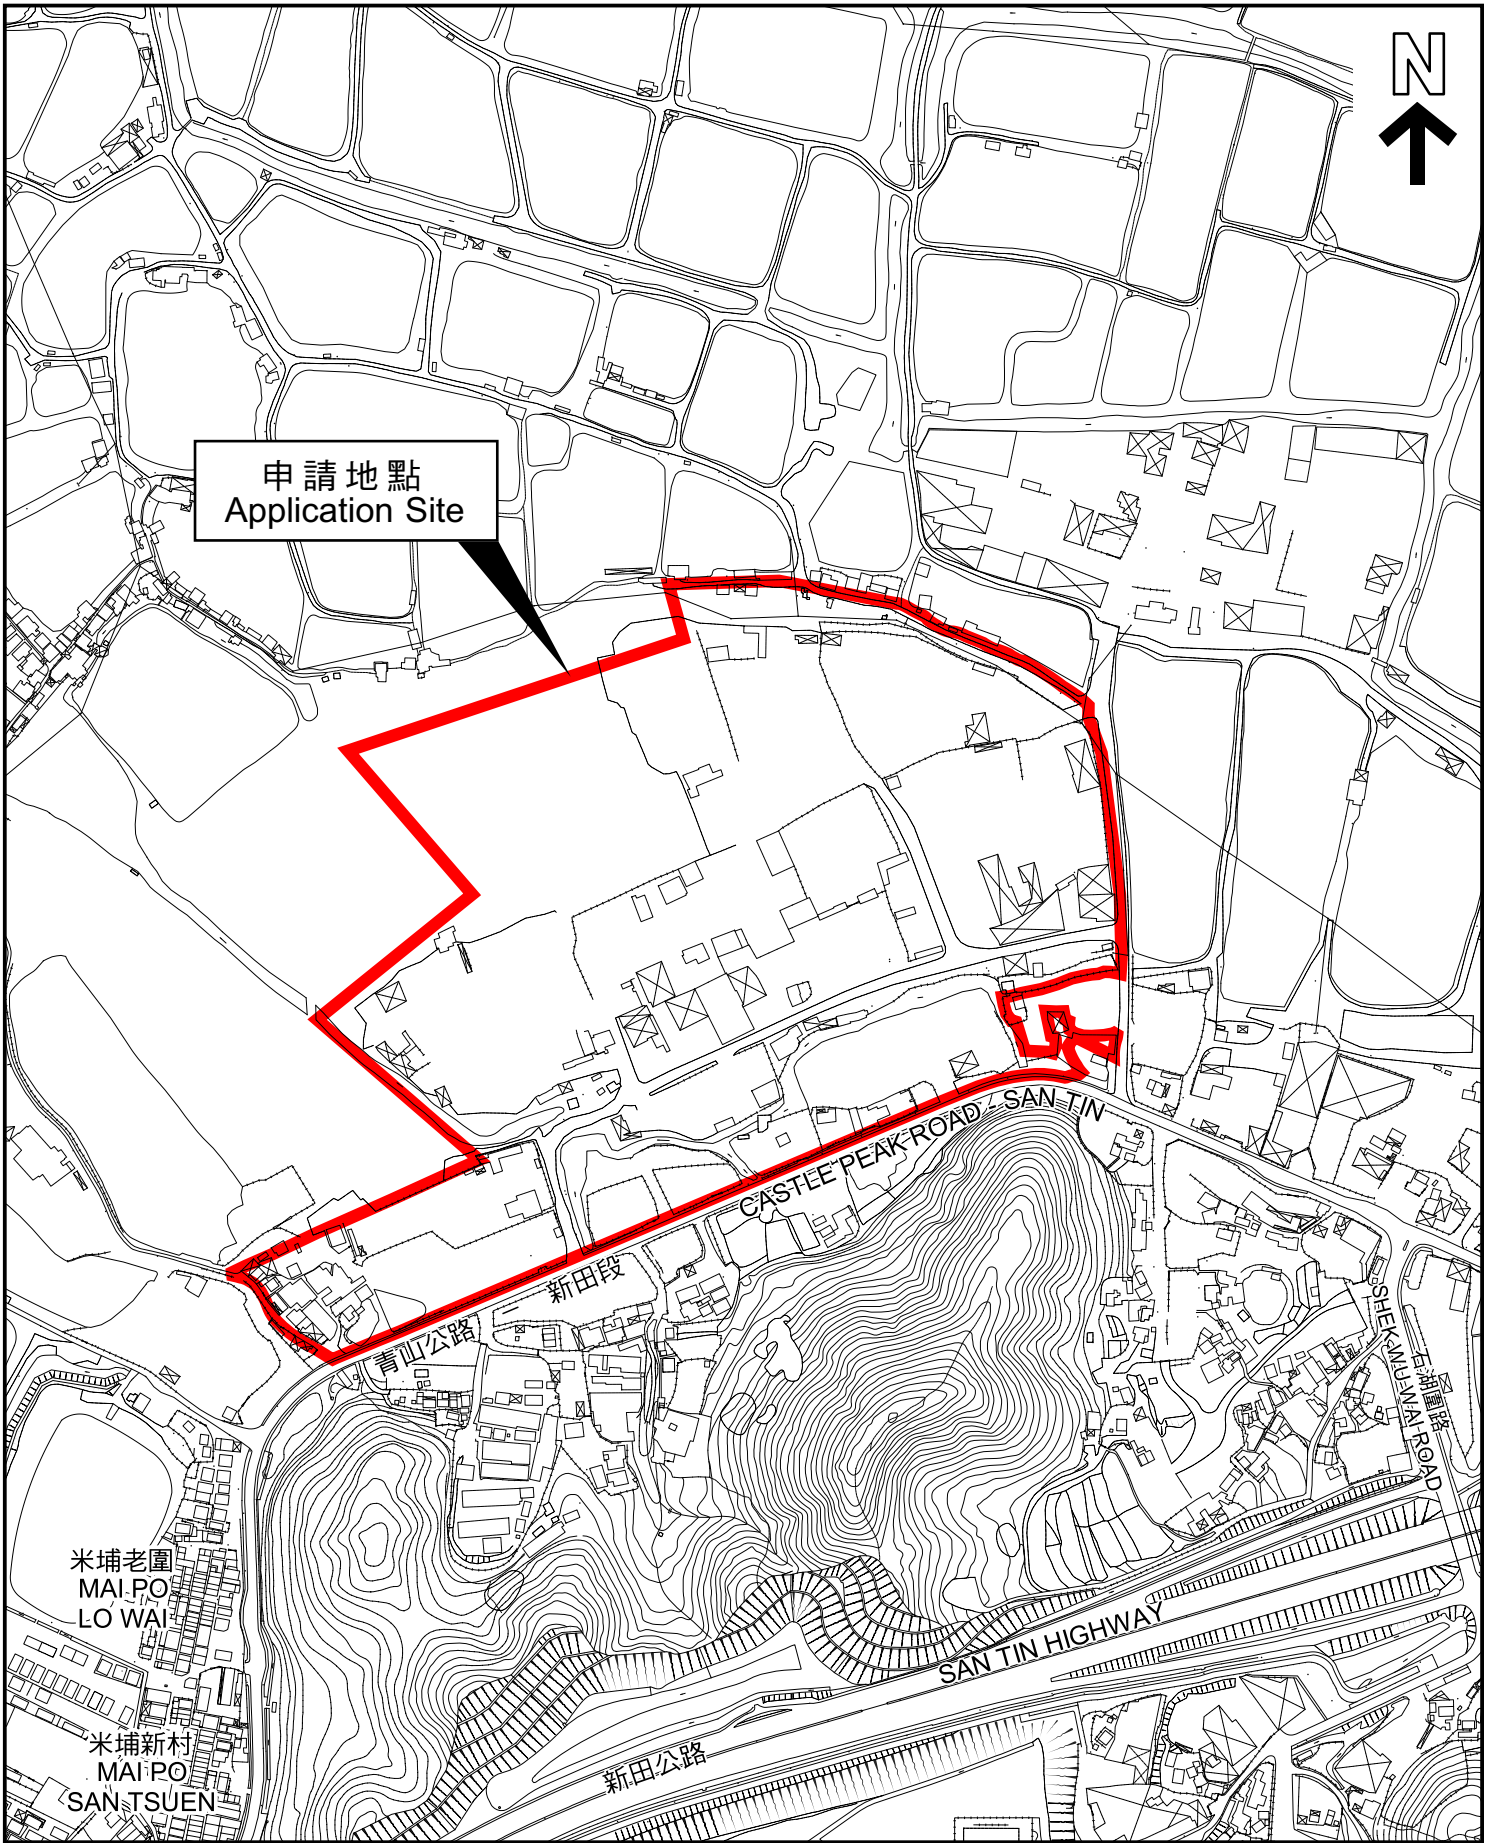 N
申請地點
Application Site
CASTLE PEAK ROAD - SAN TIN
新田段
青山公路
SHEK WU WAI ROAD
石湖圍路
米埔老圍
MAI PO
LO WAI
SAN TIN HIGHWAY
米埔新村
MAI PO
SAN TSUEN
新田公路